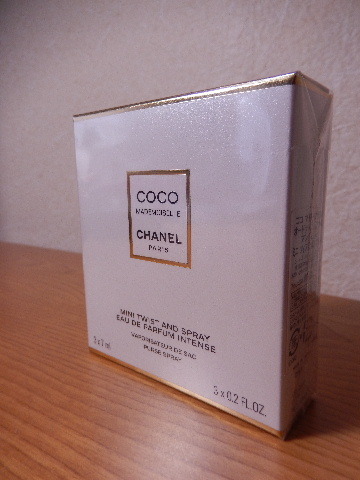 COCO
MADEMOISELLE
CHANEL
PARIS
MINI TWIST AND SPRAY
EAU DE PARFUM INTENSE
VAPORISATEUR DE SAC
PURSE SPRAY
3 x 7 ml
3 x 0.2 FL.OZ.